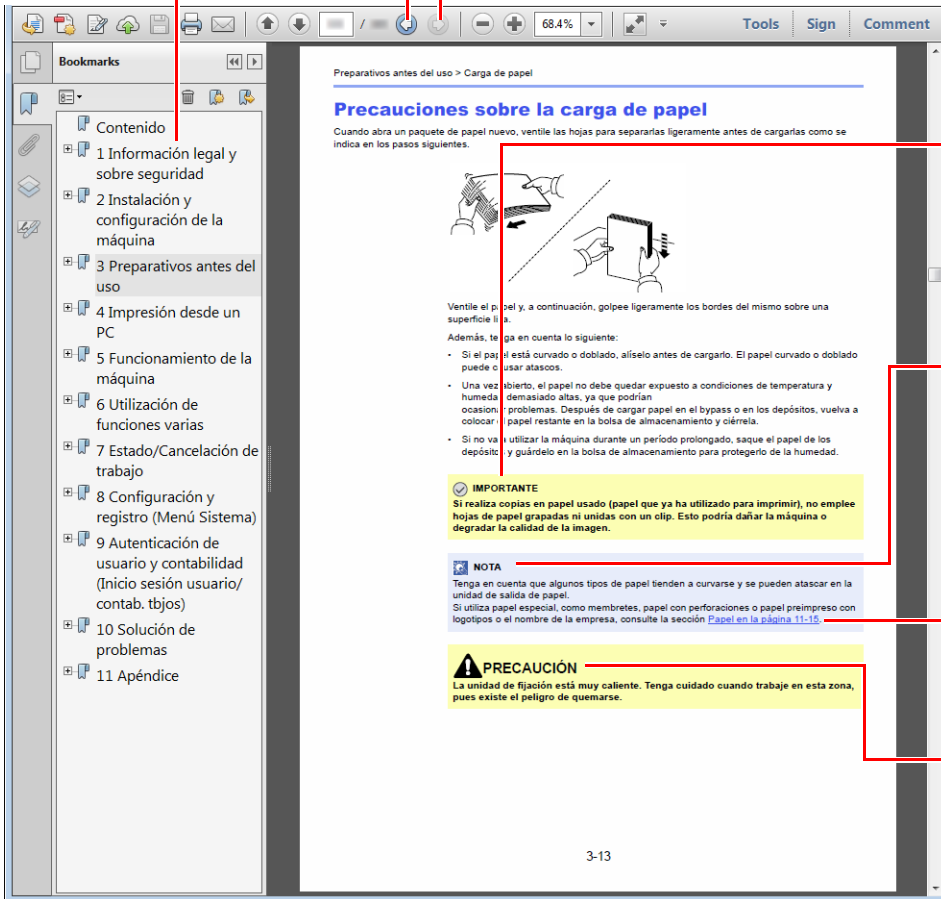 68.4%
Tools
Sign
Comment
Bookmarks
Contenido
1 Información legal y
sobre seguridad
2 Instalación y
configuración de la
máquina
3 Preparativos antes del
uso
4 Impresión desde un
PC
5 Funcionamiento de la
máquina
6 Utilización de
funciones varias
7 Estado/Cancelación de
trabajo
8 Configuración y
registro (Menú Sistema)
9 Autenticación de
usuario y contabilidad
(Inicio sesión usuario/
contab. tbjos)
10 Solución de
problemas
11 Apéndice
Preparativos antes del uso > Carga de papel
Precauciones sobre la carga de papel
Cuando abra un paquete de papel nuevo, ventile las hojas para separarlas ligeramente antes de cargarlas como se
indica en los pasos siguientes.
Ventile el papel y, a continuación, golpee ligeramente los bordes del mismo sobre una
superficie lisa.
Además, tenga en cuenta lo siguiente:
• Si el papel está curvado o doblado, alíselo antes de cargarlo. El papel curvado o doblado
puede causar atascos.
• Una vez abierto, el papel no debe quedar expuesto a condiciones de temperatura y
humedad demasiado altas, ya que podrían
ocasionar problemas. Después de cargar papel en el bypass o en los depósitos, vuelva a
colocar el papel restante en la bolsa de almacenamiento y ciérrela.
• Si no va a utilizar la máquina durante un período prolongado, saque el papel de los
depósitos y guárdelo en la bolsa de almacenamiento para protegerlo de la humedad.
IMPORTANTE
Si realiza copias en papel usado (papel que ya ha utilizado para imprimir), no emplee
hojas de papel grapadas ni unidas con un clip. Esto podría dañar la máquina o
degradar la calidad de la imagen.
NOTA
Tenga en cuenta que algunos tipos de papel tienden a curvarse y se pueden atascar en la
unidad de salida de papel.
Si utiliza papel especial, como membretes, papel con perforaciones o papel preimpreso con
logotipos o el nombre de la empresa, consulte la sección Papel en la página 11-15.
PRECAUCIÓN
La unidad de fijación está muy caliente. Tenga cuidado cuando trabaje en esta zona,
pues existe el peligro de quemarse.
3-13